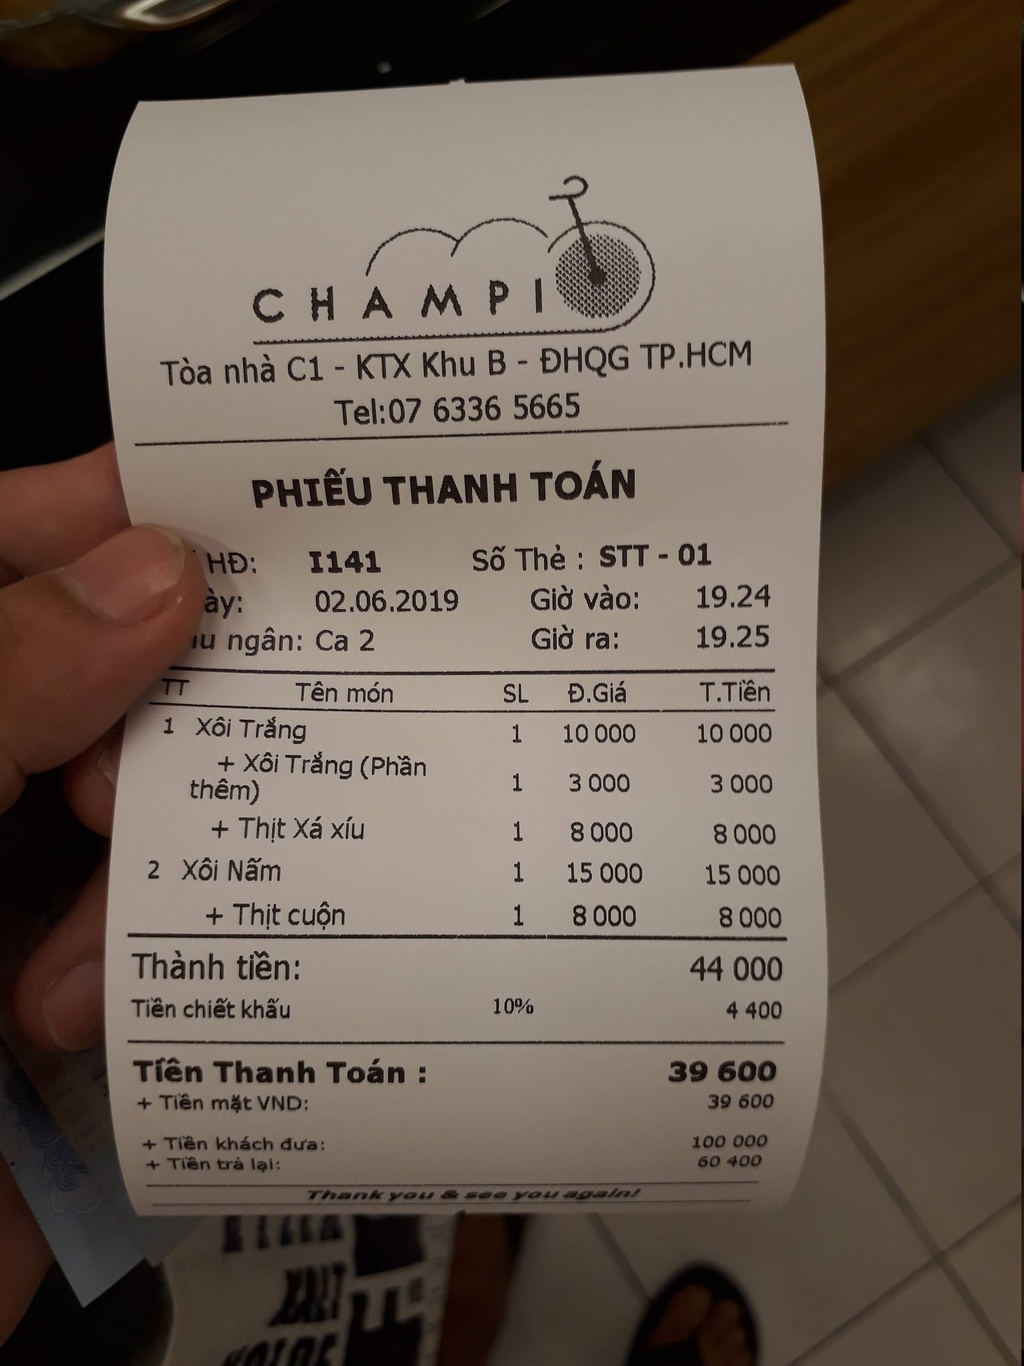 CHAMPI
Tòa nhà C1 - KTX Khu B - ĐHQG TP.HCM
Tel:07 6336 5665
PHIẾU THANH TOÁN
HĐ: I141 Số Thẻ : STT - 01
02.06.2019 Giờ vào: 19.24
ngân: Ca 2 Giờ ra: 19.25
TT Tên món SL Đ.Giá T.Tiền
1 Xôi Trắng 1 10 000 10 000
+ Xôi Trắng (Phần
thêm) 1 3 000 3 000
+ Thịt Xá xíu 1 8 000 8 000
2 Xôi Nấm 1 15 000 15 000
+ Thịt cuộn 1 8 000 8 000
Thành tiền: 44 000
Tiền chiết khấu 10% 4 400
Tiền Thanh Toán : 39 600
+ Tiền mặt VND: 39 600
+ Tiền khách đưa: 100 000
+ Tiền trả lại: 60 400
Thank you & see you again!